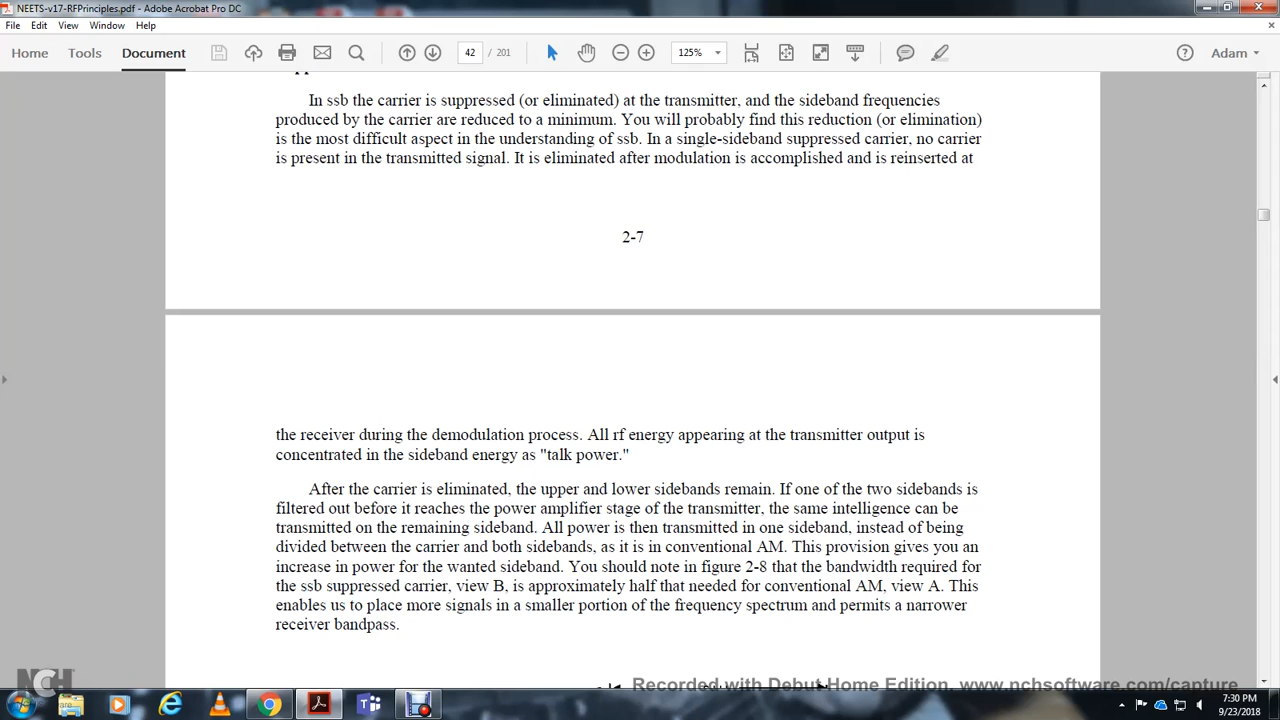 NEETS-v17-RFPrinciples.pdf - Adobe Acrobat Pro DC
File Edit View Window Help
Home Tools Document 42 / 201 125% Adam
In ssb the carrier is suppressed (or eliminated) at the transmitter, and the sideband frequencies
produced by the carrier are reduced to a minimum. You will probably find this reduction (or elimination)
is the most difficult aspect in the understanding of ssb. In a single-sideband suppressed carrier, no carrier
is present in the transmitted signal. It is eliminated after modulation is accomplished and is reinserted at
2-7
the receiver during the demodulation process. All rf energy appearing at the transmitter output is
concentrated in the sideband energy as "talk power."
After the carrier is eliminated, the upper and lower sidebands remain. If one of the two sidebands is
filtered out before it reaches the power amplifier stage of the transmitter, the same intelligence can be
transmitted on the remaining sideband. All power is then transmitted in one sideband, instead of being
divided between the carrier and both sidebands, as it is in conventional AM. This provision gives you an
increase in power for the wanted sideband. You should note in figure 2-8 that the bandwidth required for
the ssb suppressed carrier, view B, is approximately half that needed for conventional AM, view A. This
enables us to place more signals in a smaller portion of the frequency spectrum and permits a narrower
receiver bandpass.
NCH
Recorded with Debut Home Edition. www.nchsoftware.com/capture
7:30 PM
9/23/2018